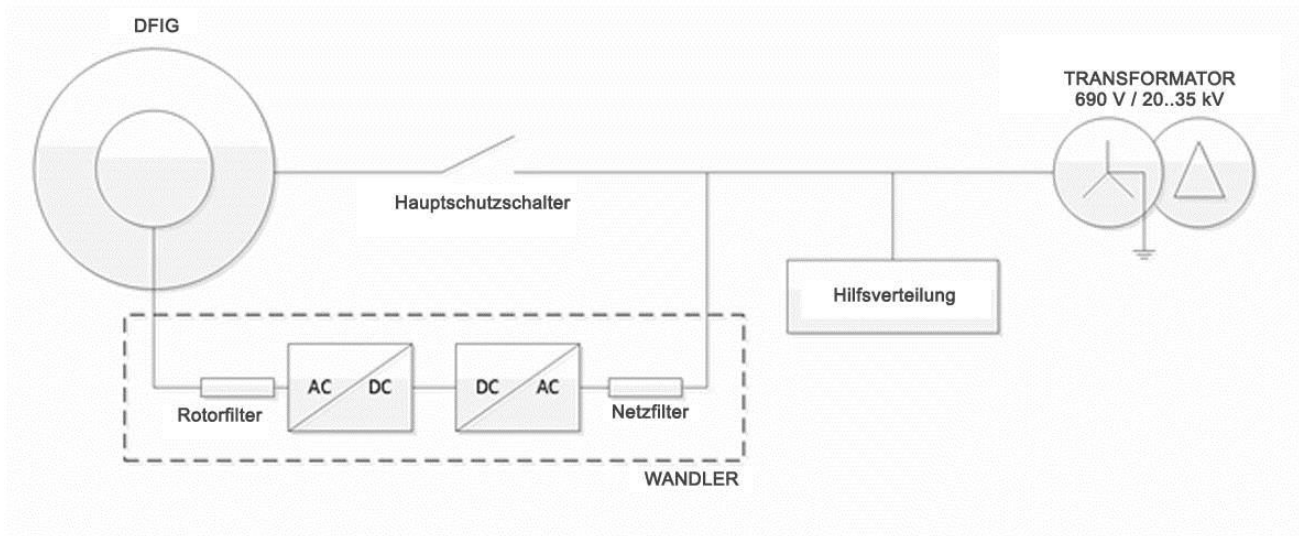 DFIG
TRANSFORMATOR
690 V / 20..35 kV
Hauptschutzschalter
Hilfsverteilung
AC
DC
DC
AC
Rotorfilter
Netzfilter
WANDLER